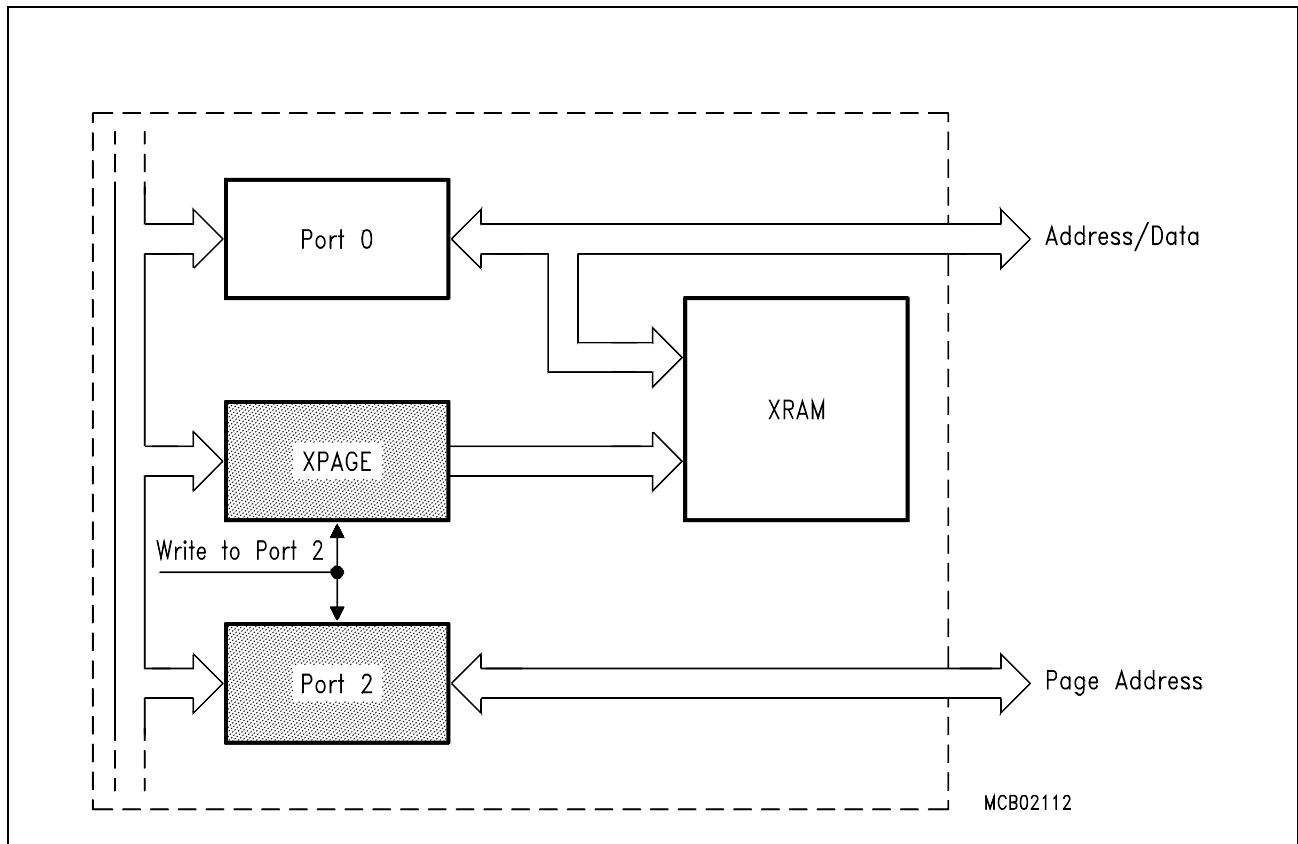 Port 0
Address/Data
XRAM
XPAGE
Write to Port 2
Port 2
Page Address
MCB02112